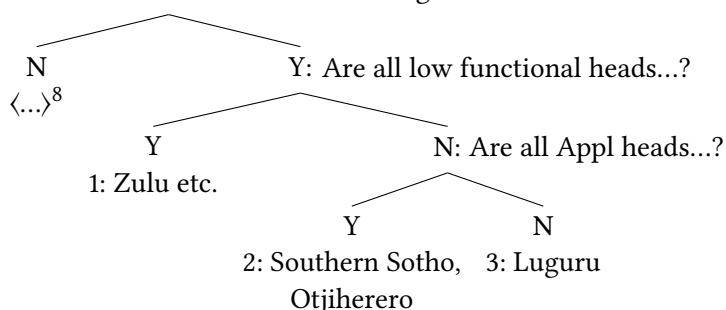 N Y: Are all low functional heads…?
⟨…⟩⁸
Y N: Are all Appl heads…?
1: Zulu etc.
Y N
2: Southern Sotho, 3: Luguru
Otjiherero